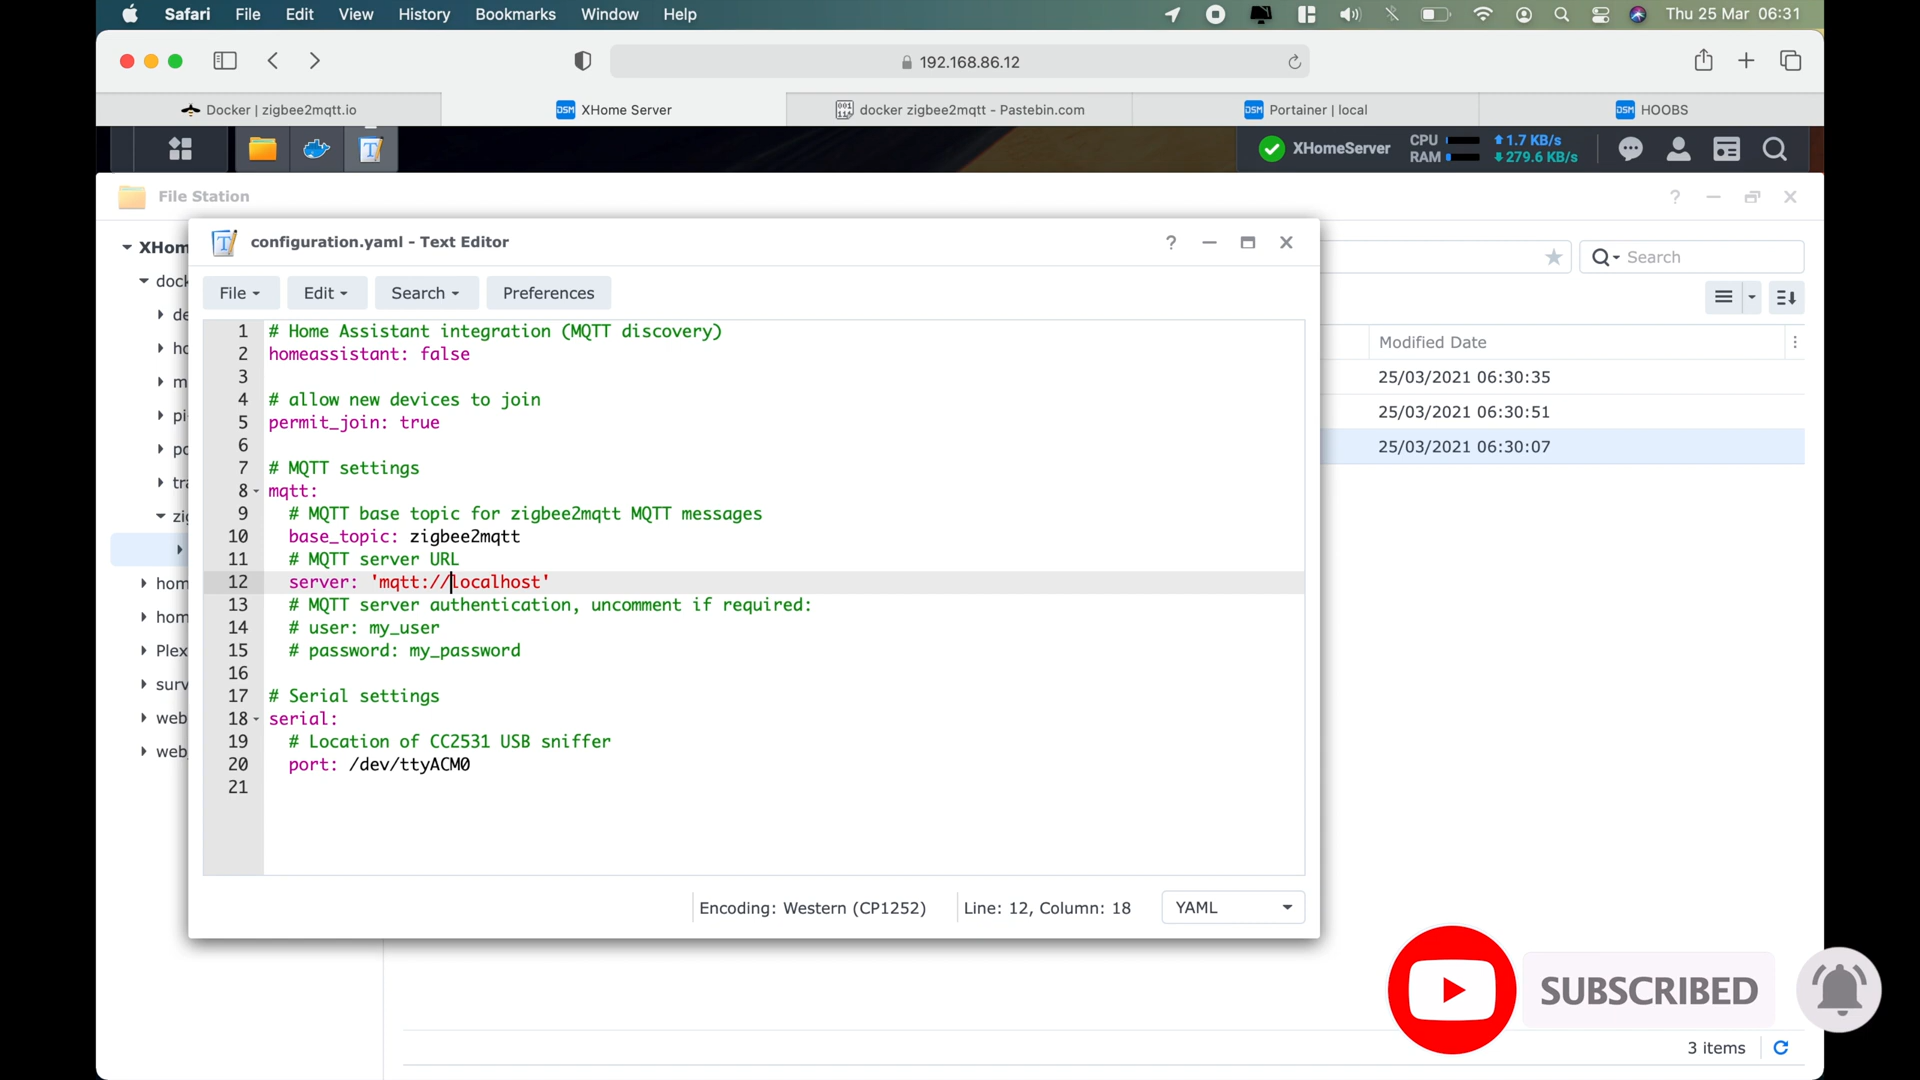 Safari File Edit View History Bookmarks Window Help Thu 25 Mar 06:31
192.168.86.12
Docker | zigbee2mqtt.io XHome Server docker zigbee2mqtt - Pastebin.com Portainer | local HOOBS
XHomeServer CPU RAM 1.7 KB/s 279.6 KB/s
File Station
configuration.yaml - Text Editor
File Edit Search Preferences
Search
Modified Date
25/03/2021 06:30:35
25/03/2021 06:30:51
25/03/2021 06:30:07
XHom
dock
de
hc
m
pi
pc
tra
zi
hom
hom
Plex
surv
web
web
1 # Home Assistant integration (MQTT discovery)
2 homeassistant: false
3
4 # allow new devices to join
5 permit_join: true
6
7 # MQTT settings
8 mqtt:
9 # MQTT base topic for zigbee2mqtt MQTT messages
10 base_topic: zigbee2mqtt
11 # MQTT server URL
12 server: 'mqtt://localhost'
13 # MQTT server authentication, uncomment if required:
14 # user: my_user
15 # password: my_password
16
17 # Serial settings
18 serial:
19 # Location of CC2531 USB sniffer
20 port: /dev/ttyACM0
21
Encoding: Western (CP1252) Line: 12, Column: 18 YAML
SUBSCRIBED
3 items